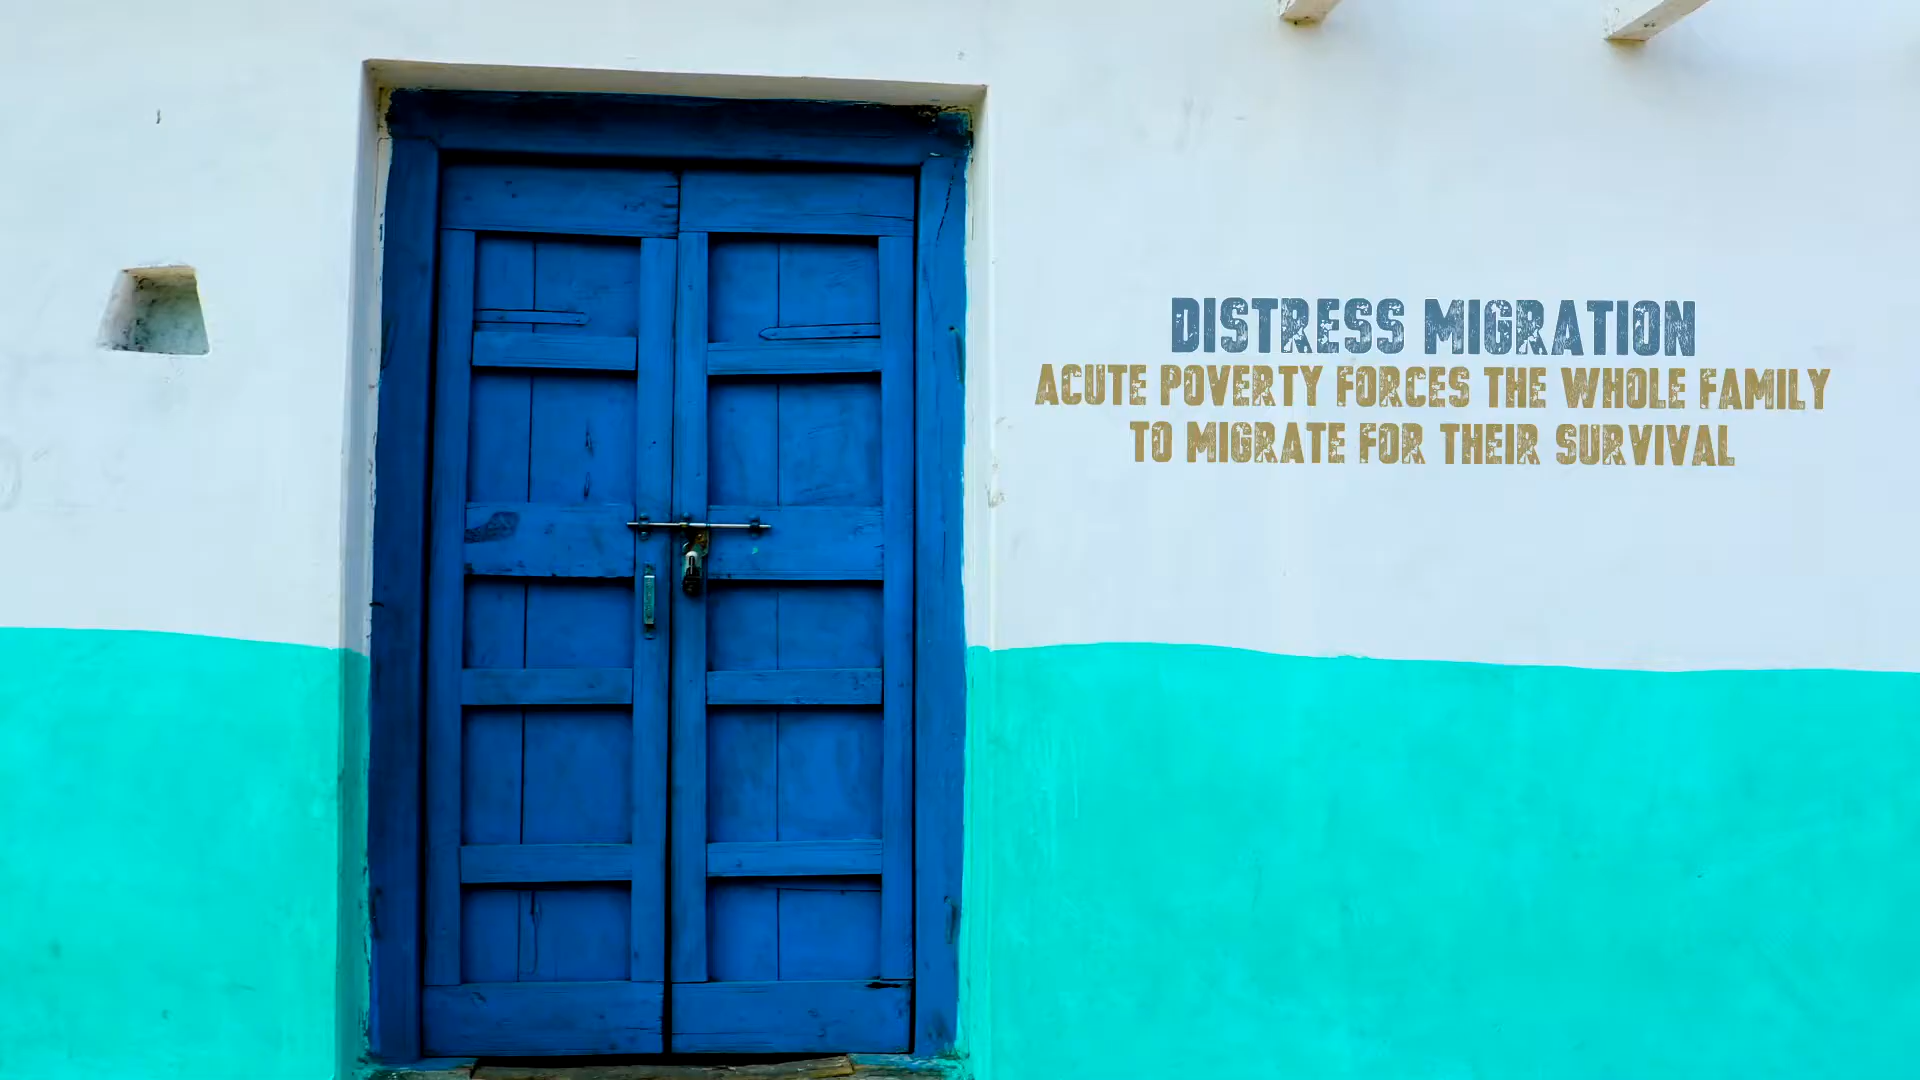 DISTRESS MIGRATION
ACUTE POVERTY FORCES THE WHOLE FAMILY
TO MIGRATE FOR THEIR SURVIVAL